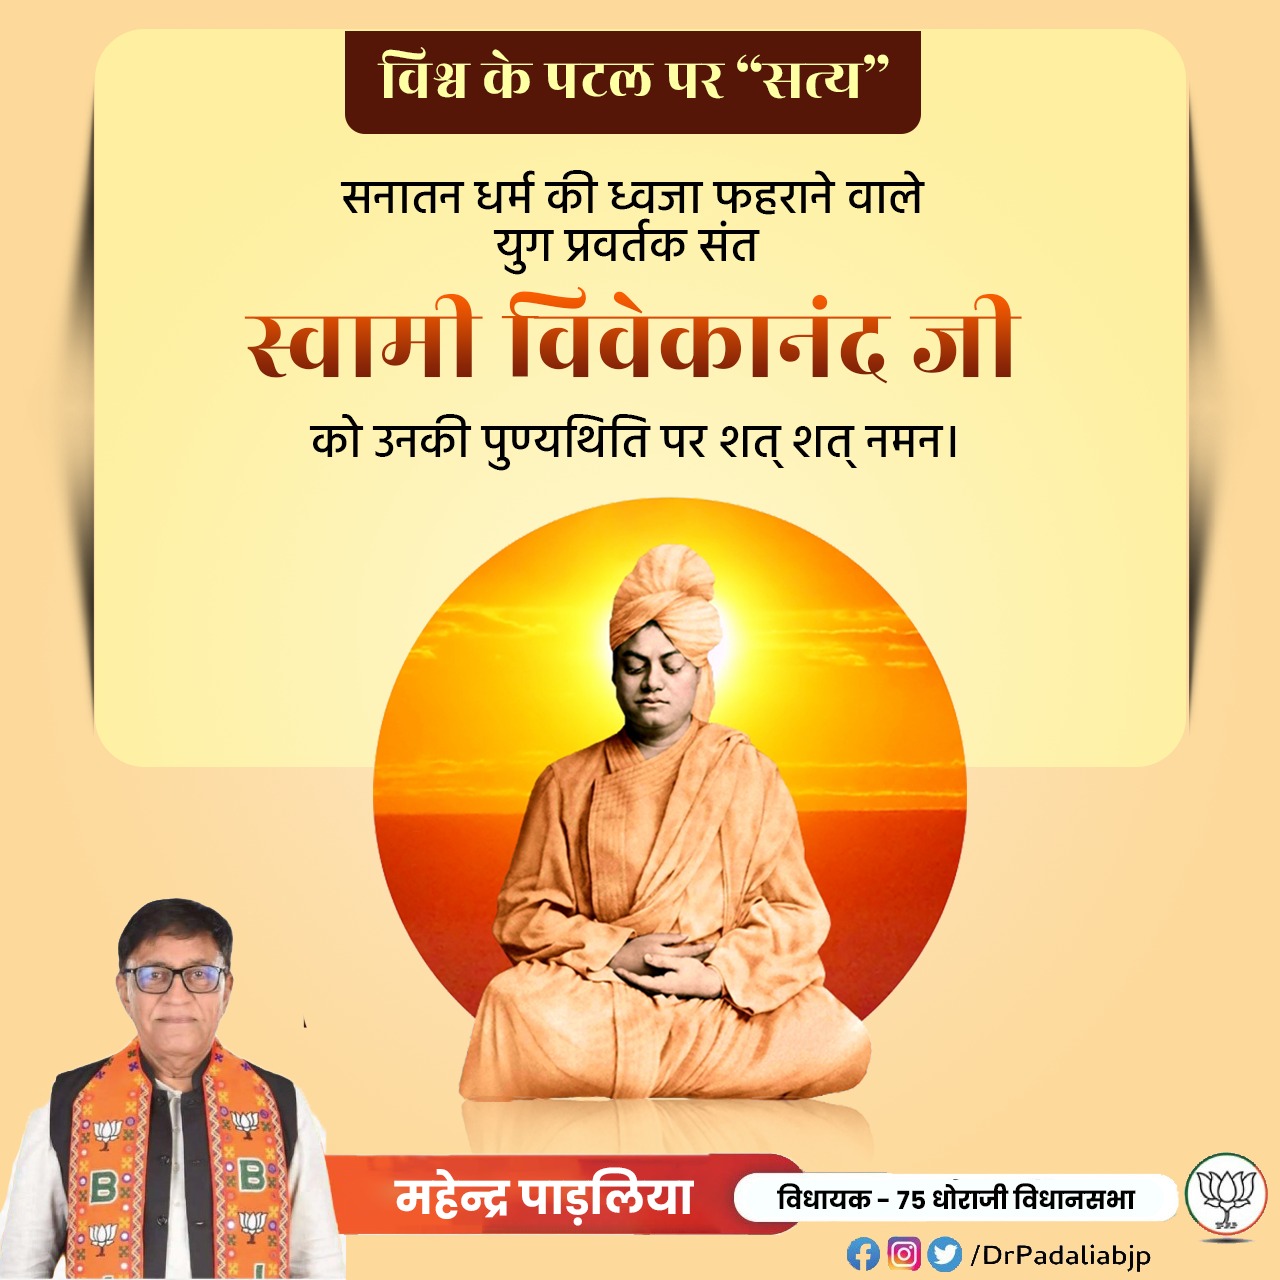 विश्व के पटल पर “सत्य”
सनातन धर्म की ध्वजा फहराने वाले
युग प्रवर्तक संत
स्वामी विवेकानंद जी
को उनकी पुण्यथिति पर शत् शत् नमन।
B B
महेन्द्र पाड़लिया
विधायक - 75 धोराजी विधानसभा
/DrPadaliabjp